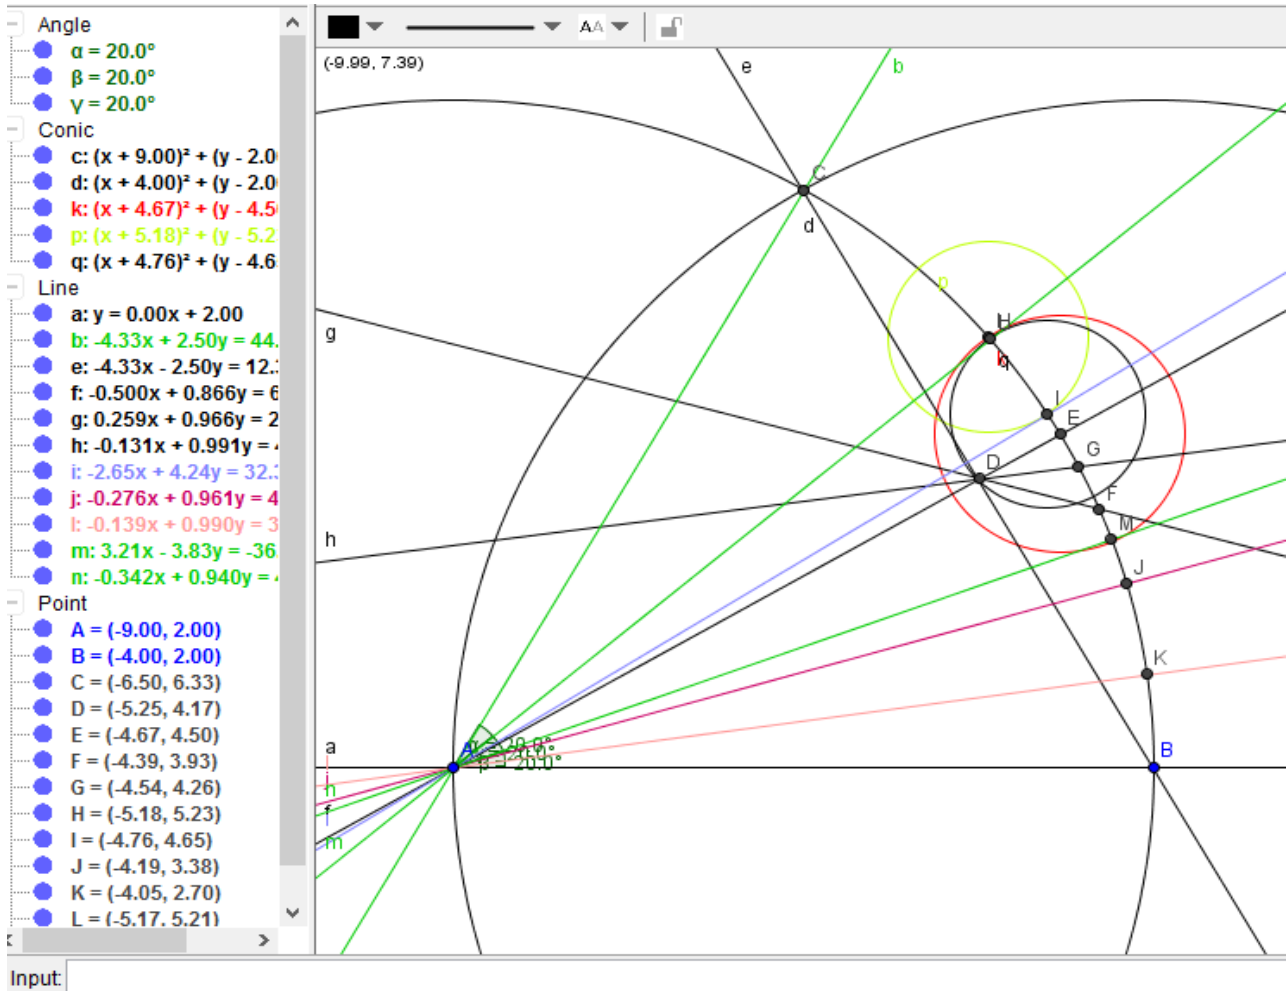 Angle
α = 20.0°
β = 20.0°
γ = 20.0°
Conic
c: (x + 9.00)² + (y - 2.0
d: (x + 4.00)² + (y - 2.0
k: (x + 4.67)² + (y - 4.5
p: (x + 5.18)² + (y - 5.2
q: (x + 4.76)² + (y - 4.6
Line
a: y = 0.00x + 2.00
b: -4.33x + 2.50y = 44.
e: -4.33x - 2.50y = 12.
f: -0.500x + 0.866y = 6
g: 0.259x + 0.966y = 2
h: -0.131x + 0.991y =
i: -2.65x + 4.24y = 32.
j: -0.276x + 0.961y = 4
l: -0.139x + 0.990y = 3
m: 3.21x - 3.83y = -36
n: -0.342x + 0.940y =
Point
A = (-9.00, 2.00)
B = (-4.00, 2.00)
C = (-6.50, 6.33)
D = (-5.25, 4.17)
E = (-4.67, 4.50)
F = (-4.39, 3.93)
G = (-4.54, 4.26)
H = (-5.18, 5.23)
I = (-4.76, 4.65)
J = (-4.19, 3.38)
K = (-4.05, 2.70)
L = (-5.17, 5.21)
Input:
AA
(-9.99, 7.39)
e
b
C
d
p
H
g
q
I
E
G
D
F
M
h
J
K
A
20.0°
a
B
n
f
m